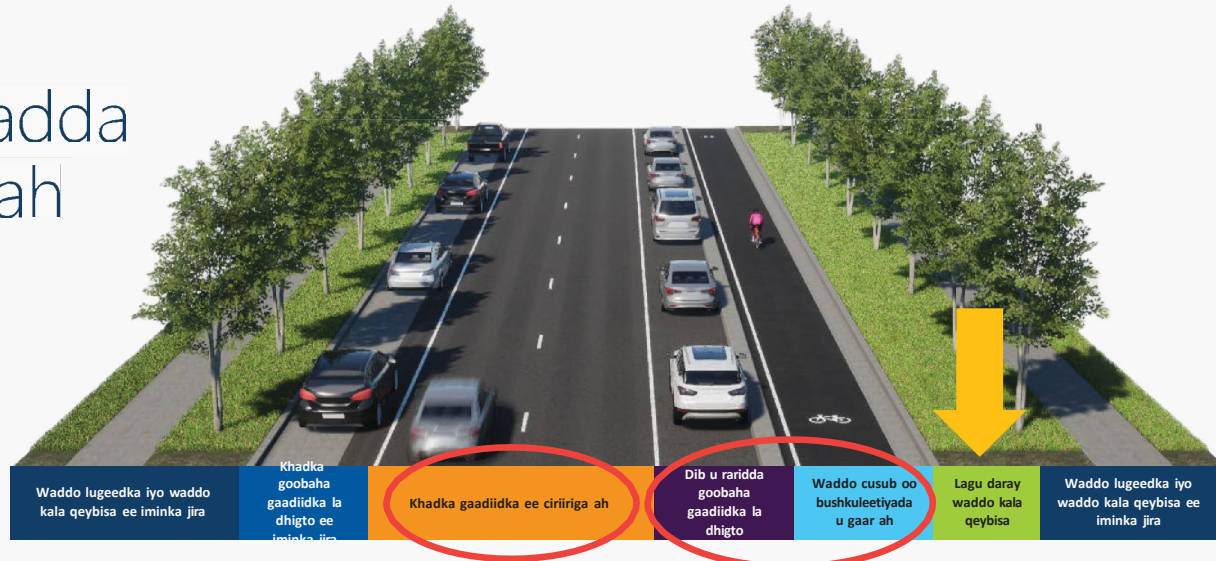 adda
ah
Waddo lugeedka iyo waddo
kala qeybisa ee iminka jira
Khadka
goobaha
gaadiidka la
dhigto ee
iminka jira
Khadka gaadiidka ee ciriiriga ah
Dib u raridda
goobaha
gaadiidka la
dhigto
Waddo cusub oo
bushkuleetiyada
u gaar ah
Lagu daray
waddo kala
qeybisa
Waddo lugeedka iyo
waddo kala qeybisa ee
iminka jira